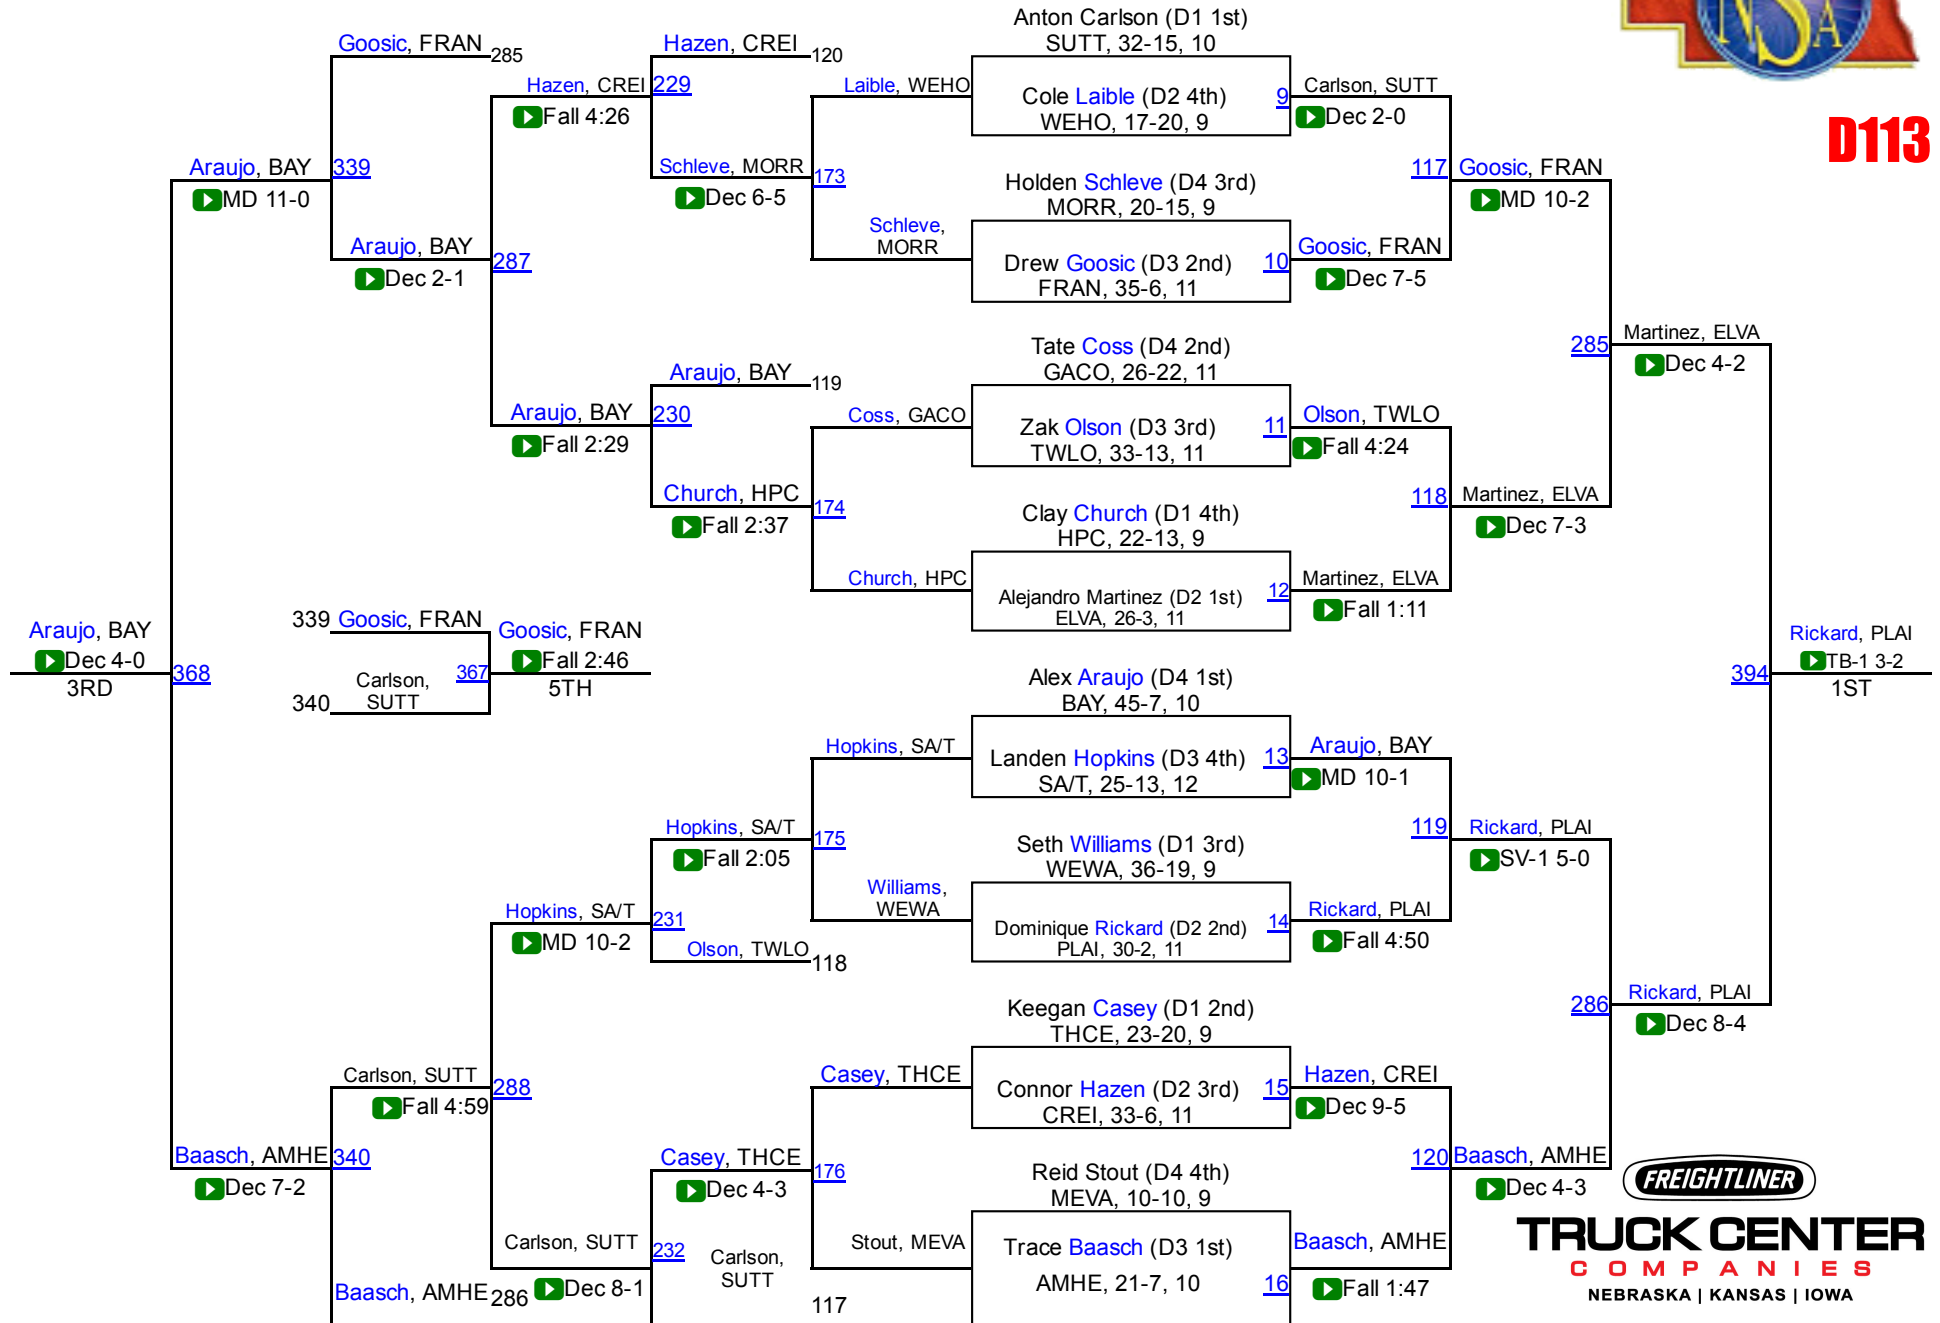 NSA
D113
Anton Carlson (D1 1st)
SUTT, 32-15, 10
Cole Laible (D2 4th)
WEHO, 17-20, 9
9
Holden Schleve (D4 3rd)
MORR, 20-15, 9
Drew Goosic (D3 2nd)
FRAN, 35-6, 11
10
Tate Coss (D4 2nd)
GACO, 26-22, 11
Zak Olson (D3 3rd)
TWLO, 33-13, 11
11
Clay Church (D1 4th)
HPC, 22-13, 9
Alejandro Martinez (D2 1st)
ELVA, 26-3, 11
12
Alex Araujo (D4 1st)
BAY, 45-7, 10
Landen Hopkins (D3 4th)
SA/T, 25-13, 12
13
Seth Williams (D1 3rd)
WEWA, 36-19, 9
Dominique Rickard (D2 2nd)
PLAI, 30-2, 11
14
Keegan Casey (D1 2nd)
THCE, 23-20, 9
Connor Hazen (D2 3rd)
CREI, 33-6, 11
15
Reid Stout (D4 4th)
MEVA, 10-10, 9
Trace Baasch (D3 1st)
AMHE, 21-7, 10
16
Carlson, SUTT
Dec 2-0
117
Goosic, FRAN
Dec 7-5
Olson, TWLO
Fall 4:24
118
Martinez, ELVA
Fall 1:11
Araujo, BAY
MD 10-1
119
Rickard, PLAI
Fall 4:50
Hazen, CREI
Dec 9-5
120
Baasch, AMHE
Fall 1:47
Goosic, FRAN
MD 10-2
285
Martinez, ELVA
Dec 7-3
Rickard, PLAI
SV-1 5-0
286
Baasch, AMHE
Dec 4-3
Martinez, ELVA
Dec 4-2
394
Rickard, PLAI
Dec 8-4
Rickard, PLAI
TB-1 3-2
1ST
Laible, WEHO
173
Schleve,
MORR
Coss, GACO
174
Church, HPC
Hopkins, SA/T
175
Williams,
WEWA
Casey, THCE
176
Stout, MEVA
Hazen, CREI
120
229
Schleve, MORR
Dec 6-5
Araujo, BAY
119
230
Church, HPC
Fall 2:37
Hopkins, SA/T
Fall 2:05
231
Olson, TWLO
118
Casey, THCE
Dec 4-3
232
Carlson,
SUTT
117
Hazen, CREI
Fall 4:26
287
Araujo, BAY
Fall 2:29
Hopkins, SA/T
MD 10-2
288
Carlson, SUTT
Dec 8-1
Goosic, FRAN
285
339
Araujo, BAY
Dec 2-1
Carlson, SUTT
Fall 4:59
340
Baasch, AMHE
286
Araujo, BAY
MD 11-0
368
Baasch, AMHE
Dec 7-2
Araujo, BAY
Dec 4-0
3RD
339
Goosic, FRAN
367
340
Carlson,
SUTT
Goosic, FRAN
Fall 2:46
5TH
FREIGHTLINER
TRUCK CENTER
COMPANIES
NEBRASKA | KANSAS | IOWA